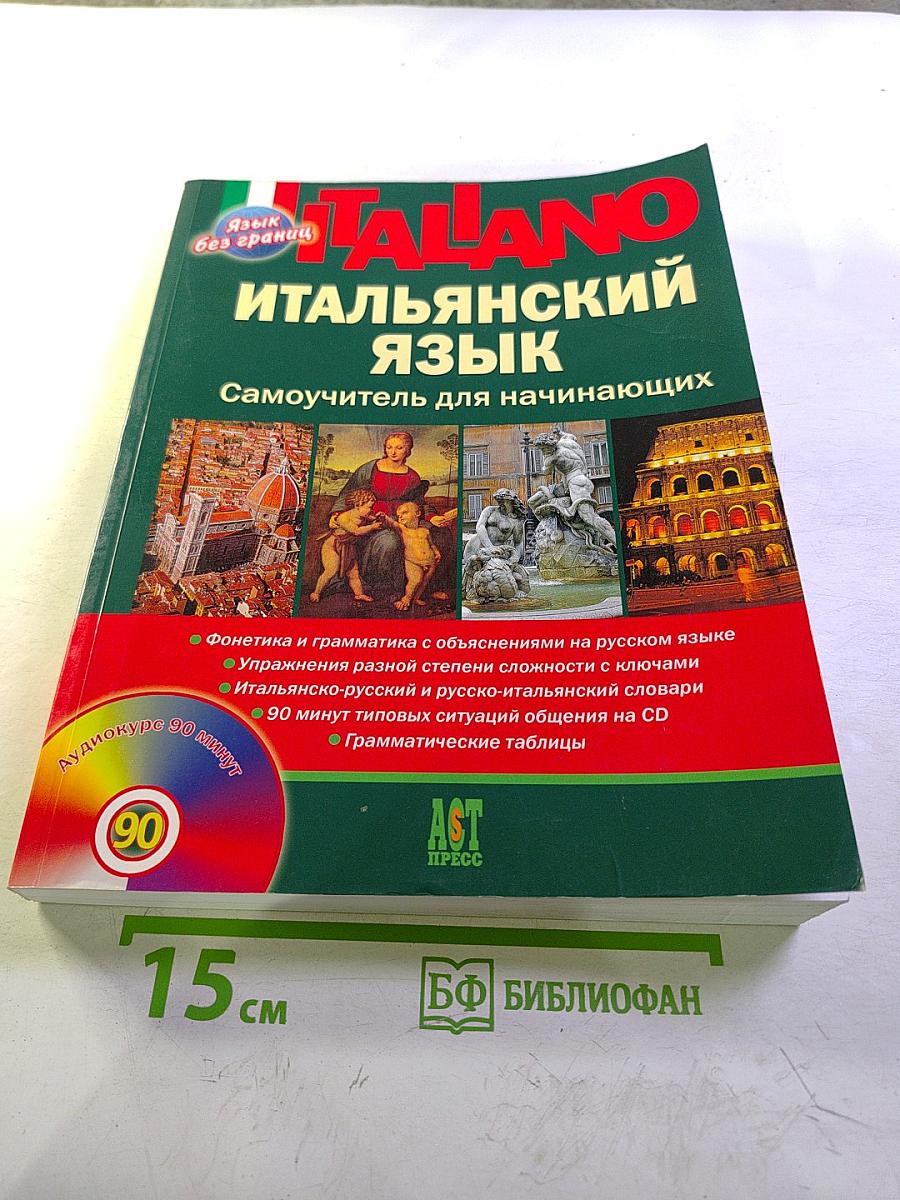 Язык
без границ
ITALIANO
ИТАЛЬЯНСКИЙ
ЯЗЫК
Самоучитель для начинающих
Фонетика и грамматика с объяснениями на русском языке
Упражнения разной степени сложности с ключами
Итальянско-русский и русско-итальянский словари
90 минут типовых ситуаций общения на CD
Грамматические таблицы
Аудиокурс 90 минут
90
АСТ
ПРЕСС
15 см
БФ БИБЛИОФАН